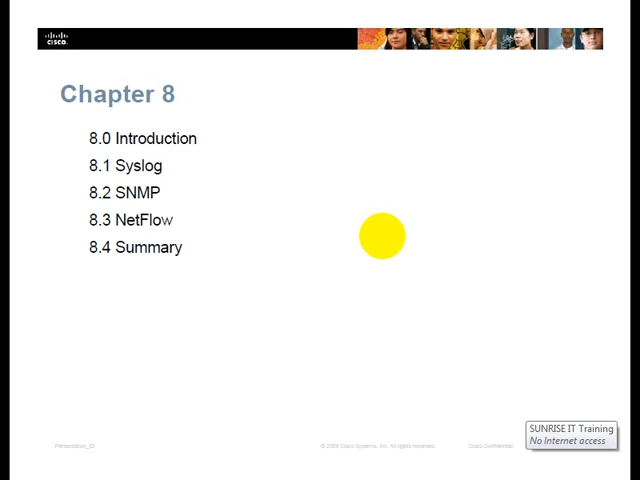 CISCO
Chapter 8
8.0 Introduction
8.1 Syslog
8.2 SNMP
8.3 NetFlow
8.4 Summary
Presentation_ID
© 2008 Cisco Systems, Inc. All rights reserved.
Cisco Confidential
SUNRISE IT Training
No Internet access